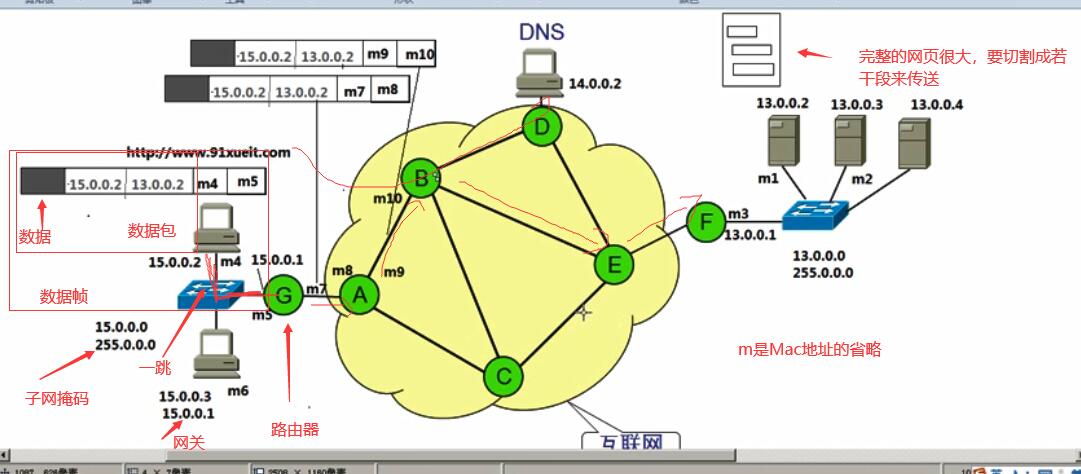 DNS
14.0.0.2
15.0.0.2 13.0.0.2 m9 m10
15.0.0.2 13.0.0.2 m7 m8
完整的网页很大，要切割成若
干段来传送
13.0.0.2
13.0.0.3
13.0.0.4
m1
m2
http://www.91xueit.com
15.0.0.2 13.0.0.2 m4 m5
数据
数据包
数据帧
15.0.0.2
m4
15.0.0.1
G
m5
m7
m8
A
m9
m10
B
D
E
C
F
m3
13.0.0.1
13.0.0.0
255.0.0.0
15.0.0.0
255.0.0.0
一跳
子网掩码
m6
15.0.0.3
15.0.0.1
网关
路由器
m是Mac地址的省略
互联网